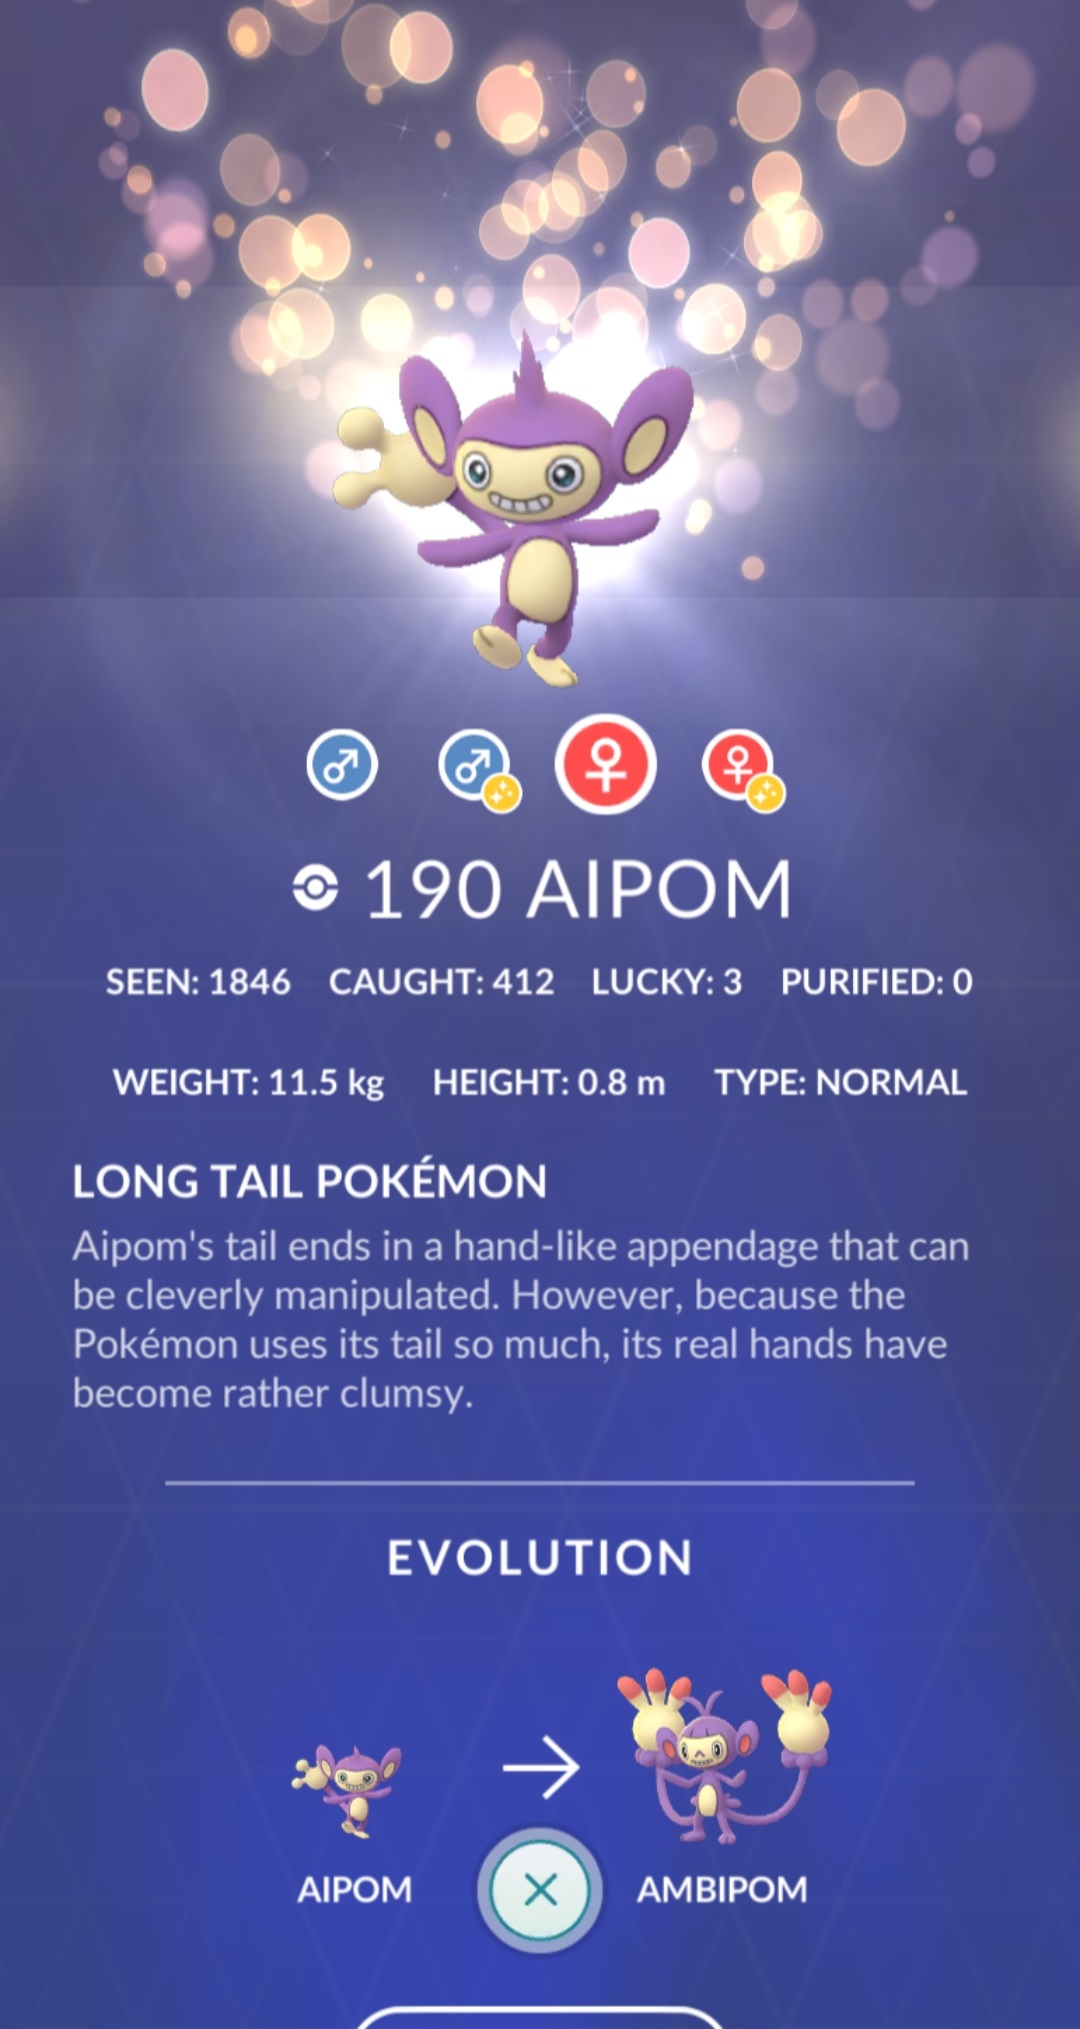 190 AIPOM
SEEN: 1846 CAUGHT: 412 LUCKY: 3 PURIFIED: 0
WEIGHT: 11.5 kg HEIGHT: 0.8 m TYPE: NORMAL
LONG TAIL POKÉMON
Aipom's tail ends in a hand-like appendage that can
be cleverly manipulated. However, because the
Pokémon uses its tail so much, its real hands have
become rather clumsy.
EVOLUTION
AIPOM AMBIPOM